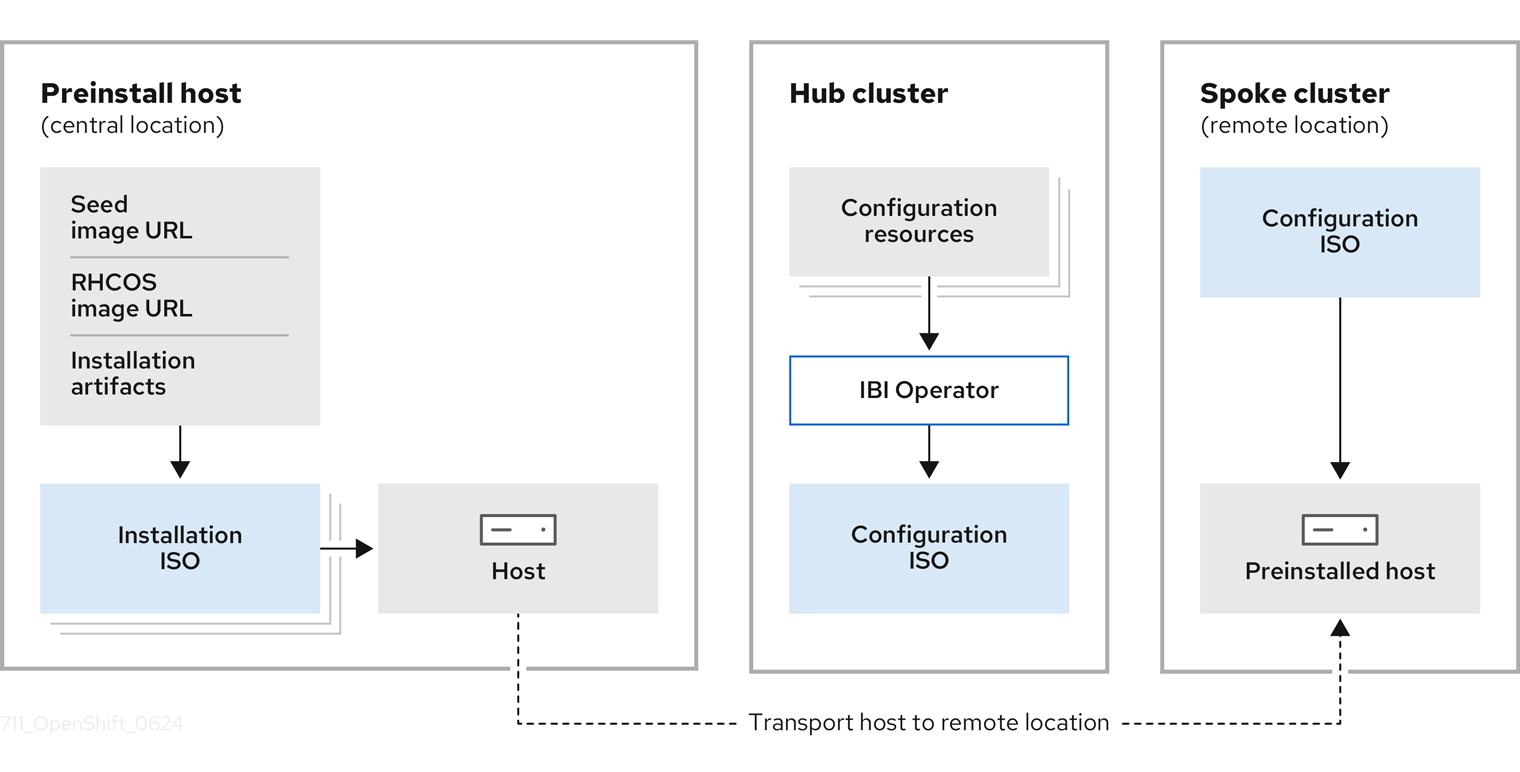 Preinstall host
(central location)
Seed
image URL
RHCOS
image URL
Installation
artifacts
Installation
ISO
Host
Hub cluster
Configuration
resources
IBI Operator
Configuration
ISO
Spoke cluster
(remote location)
Configuration
ISO
Preinstalled host
Transport host to remote location
711_OpenShift_0624